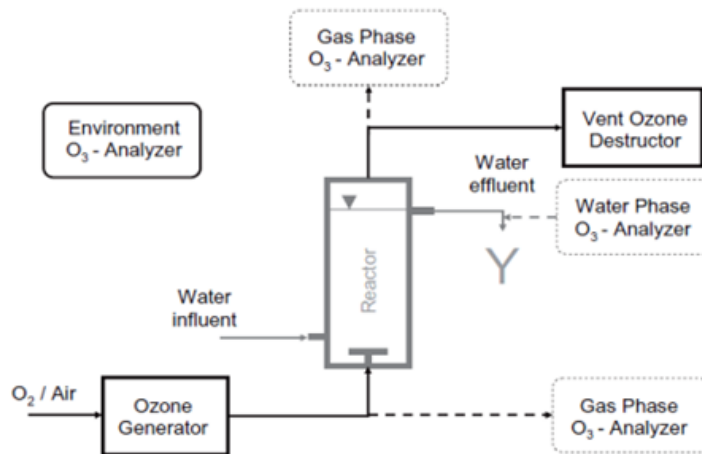 Gas Phase
O₃ - Analyzer
Environment
O₃ - Analyzer
Vent Ozone
Destructor
Water
effluent
Water Phase
O₃ - Analyzer
Y
Reactor
Water
influent
O₂ / Air
Ozone
Generator
Gas Phase
O₃ - Analyzer